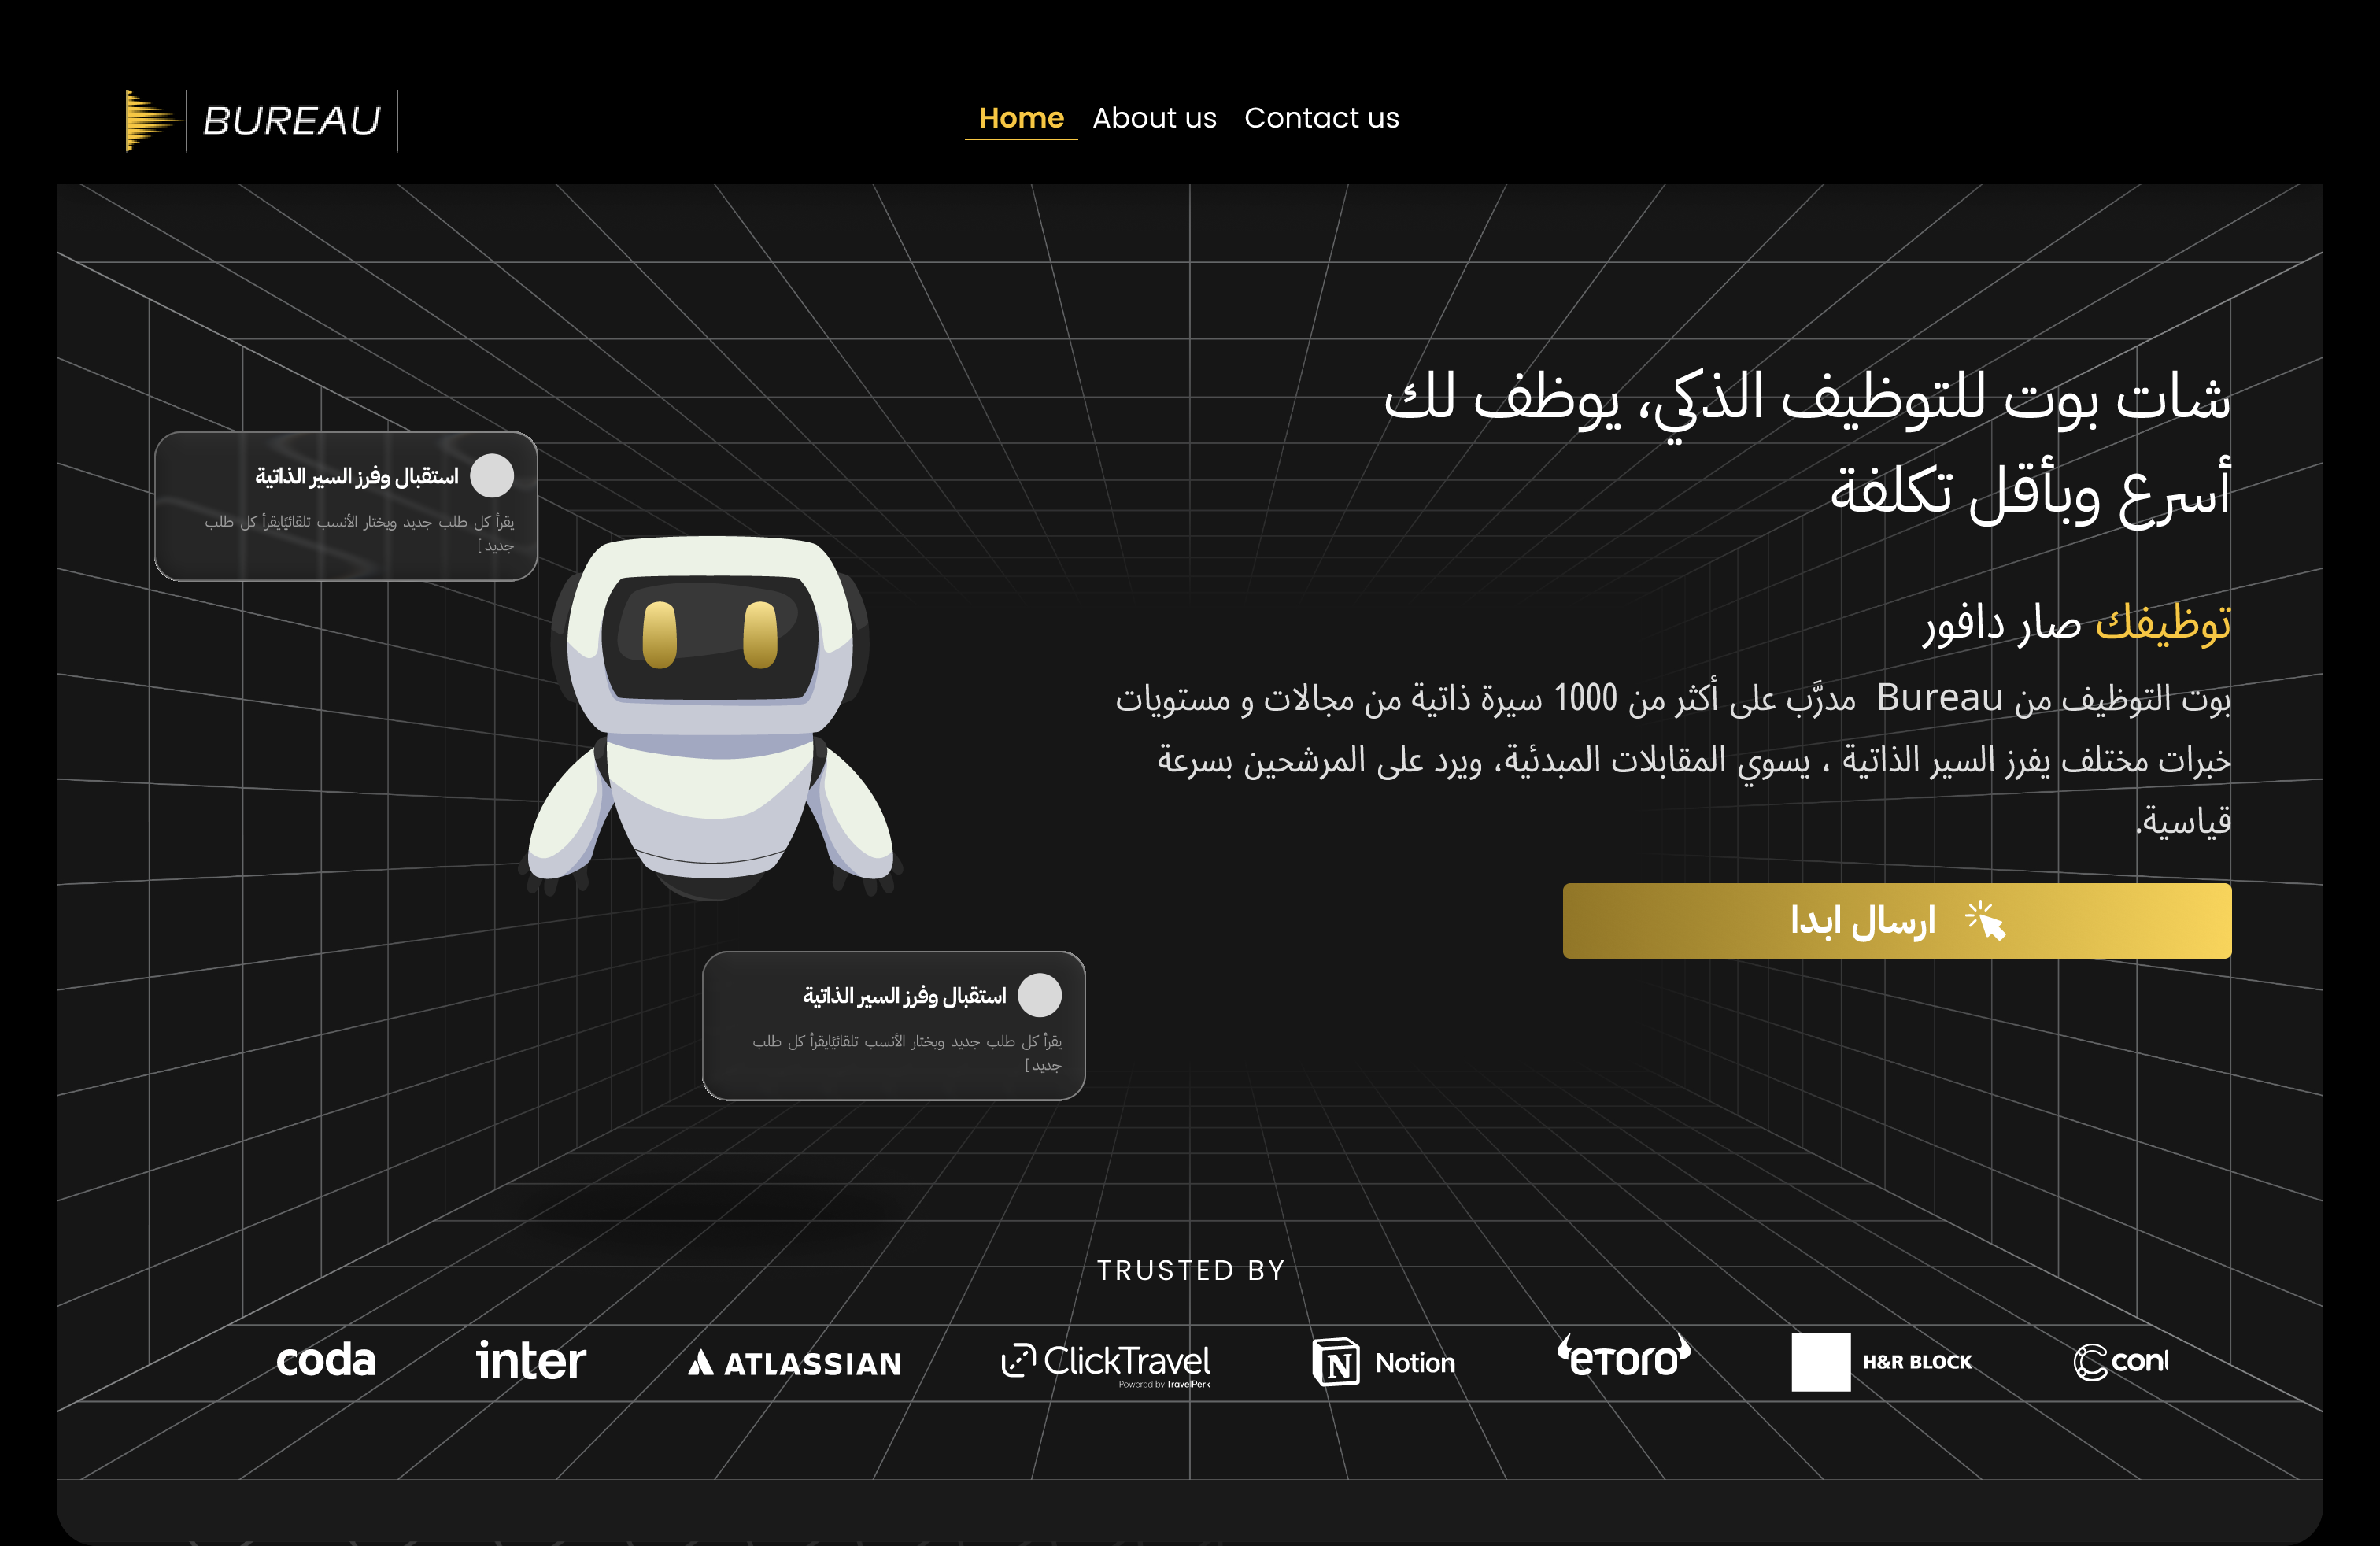 BUREAU
Home About us Contact us
شات بوت للتوظيف الذكي، يوظف لك
أسرع وبأقل تكلفة
توظيفك صار دافور
بوت التوظيف من Bureau مدرَّب على أكثر من 1000 سيرة ذاتية من مجالات و مستويات
خبرات مختلف يفرز السير الذاتية ، يسوي المقابلات المبدئية، ويرد على المرشحين بسرعة
قياسية.
ارسال ابدا
استقبال وفرز السير الذاتية
يقرأ كل طلب جديد ويختار الأنسب تلقائيًايقرأ كل طلب
جديد ]
استقبال وفرز السير الذاتية
يقرأ كل طلب جديد ويختار الأنسب تلقائيًايقرأ كل طلب
جديد ]
TRUSTED BY
coda inter ATLASSIAN ClickTravel N Notion eToro H&R BLOCK
Powered by TravelPerk